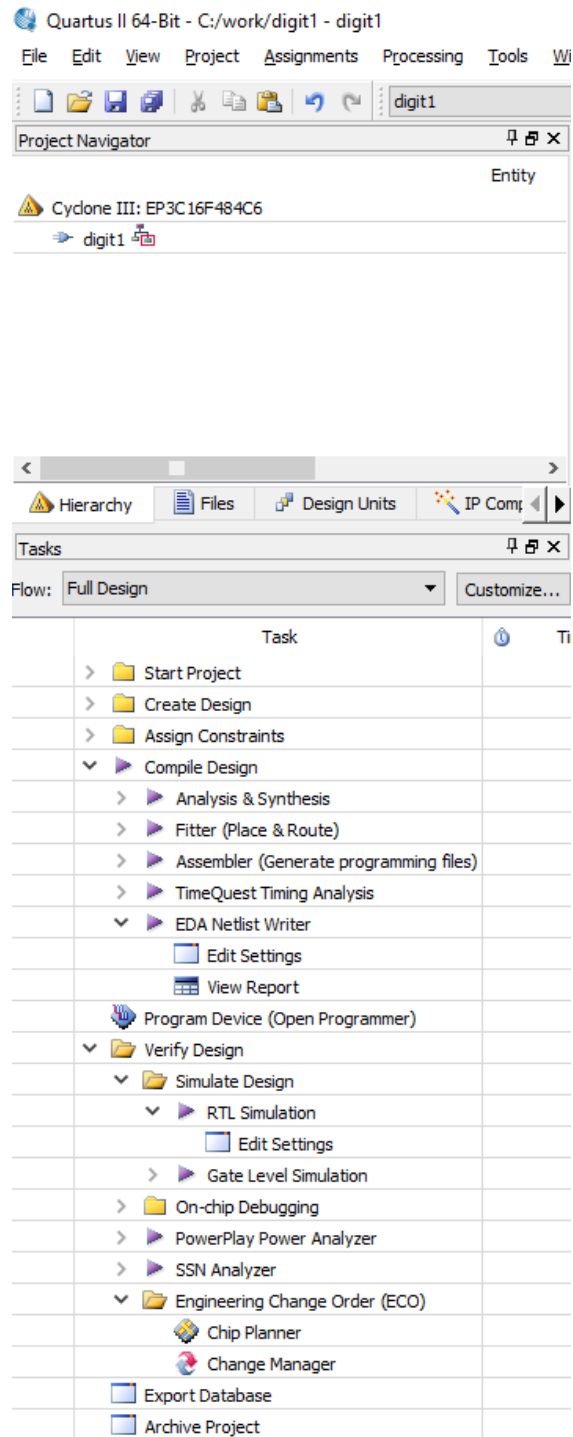 Quartus II 64-Bit - C:/work/digit1 - digit1
File Edit View Project Assignments Processing Tools Wi
digit1
Project Navigator
Entity
Cyclone III: EP3C16F484C6
digit1
Hierarchy Files Design Units IP Comp
Tasks
Flow: Full Design Customize...
Task Ti
Start Project
Create Design
Assign Constraints
Compile Design
Analysis & Synthesis
Fitter (Place & Route)
Assembler (Generate programming files)
TimeQuest Timing Analysis
EDA Netlist Writer
Edit Settings
View Report
Program Device (Open Programmer)
Verify Design
Simulate Design
RTL Simulation
Edit Settings
Gate Level Simulation
On-chip Debugging
PowerPlay Power Analyzer
SSN Analyzer
Engineering Change Order (ECO)
Chip Planner
Change Manager
Export Database
Archive Project